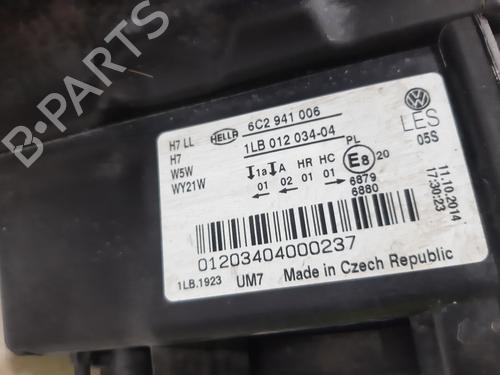 B-PARTS
H7 LL
H7
W5W
WY21W
HELLA
6C2 941 006
1LB 012 034-04
1a A HR HC PL
01 02 01 01
E8 20
6879
6880
LES
05S
11.10.2014
17:30:23
01203404000237
1LB.1923 UM7 Made in Czech Republic